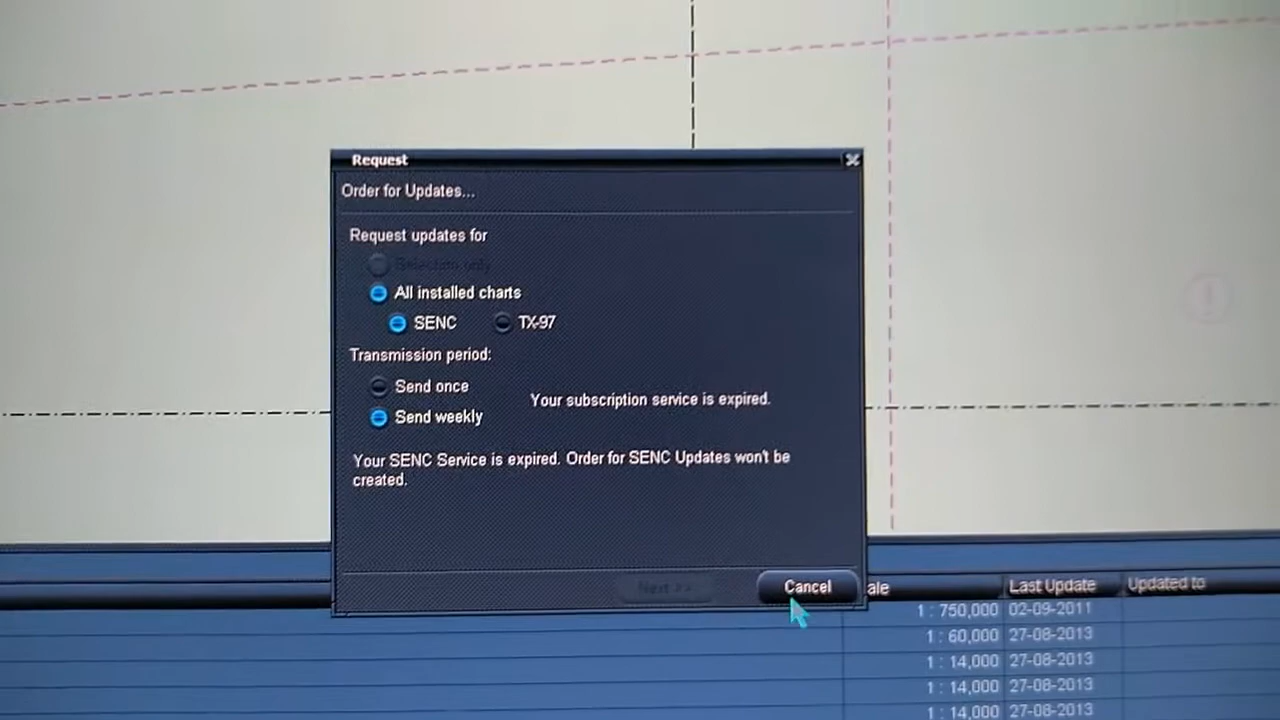 Request
Order for Updates...
Request updates for
Selection only
All installed charts
SENC TX-97
Transmission period:
Send once
Your subscription service is expired.
Send weekly
Your SENC Service is expired. Order for SENC Updates won't be
created.
Next >>
Cancel
ale Last Update Updated to
1 : 750,000 02-09-2011
1 : 60,000 27-08-2013
1 : 14,000 27-08-2013
1 : 14,000 27-08-2013
1 : 14,000 27-08-2013